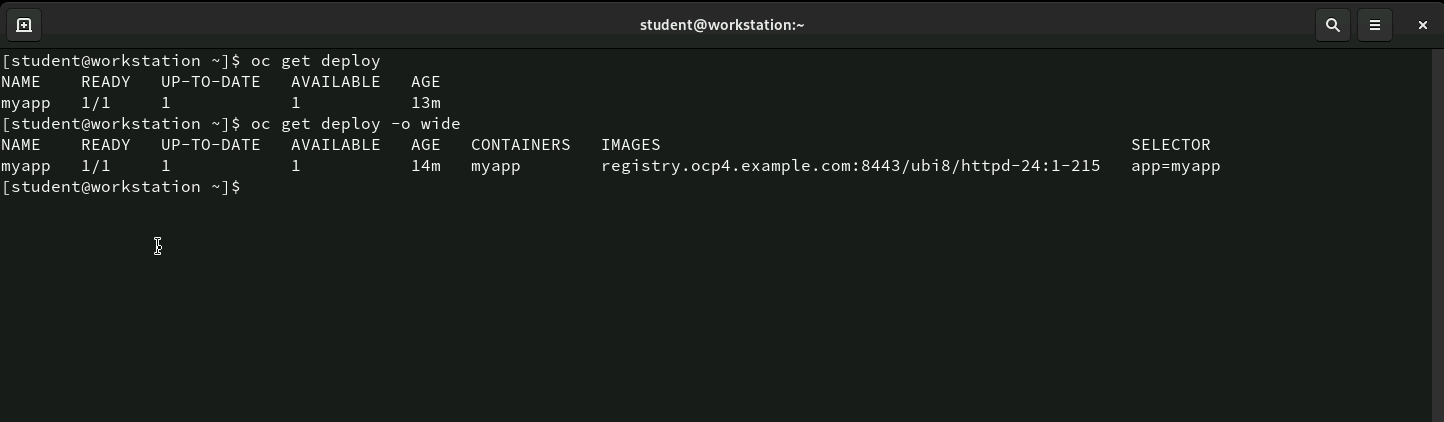 student@workstation:~
[student@workstation ~]$ oc get deploy
NAME    READY   UP-TO-DATE   AVAILABLE   AGE
myapp   1/1     1            1           13m
[student@workstation ~]$ oc get deploy -o wide
NAME    READY   UP-TO-DATE   AVAILABLE   AGE   CONTAINERS   IMAGES                                               SELECTOR
myapp   1/1     1            1           14m   myapp        registry.ocp4.example.com:8443/ubi8/httpd-24:1-215   app=myapp
[student@workstation ~]$